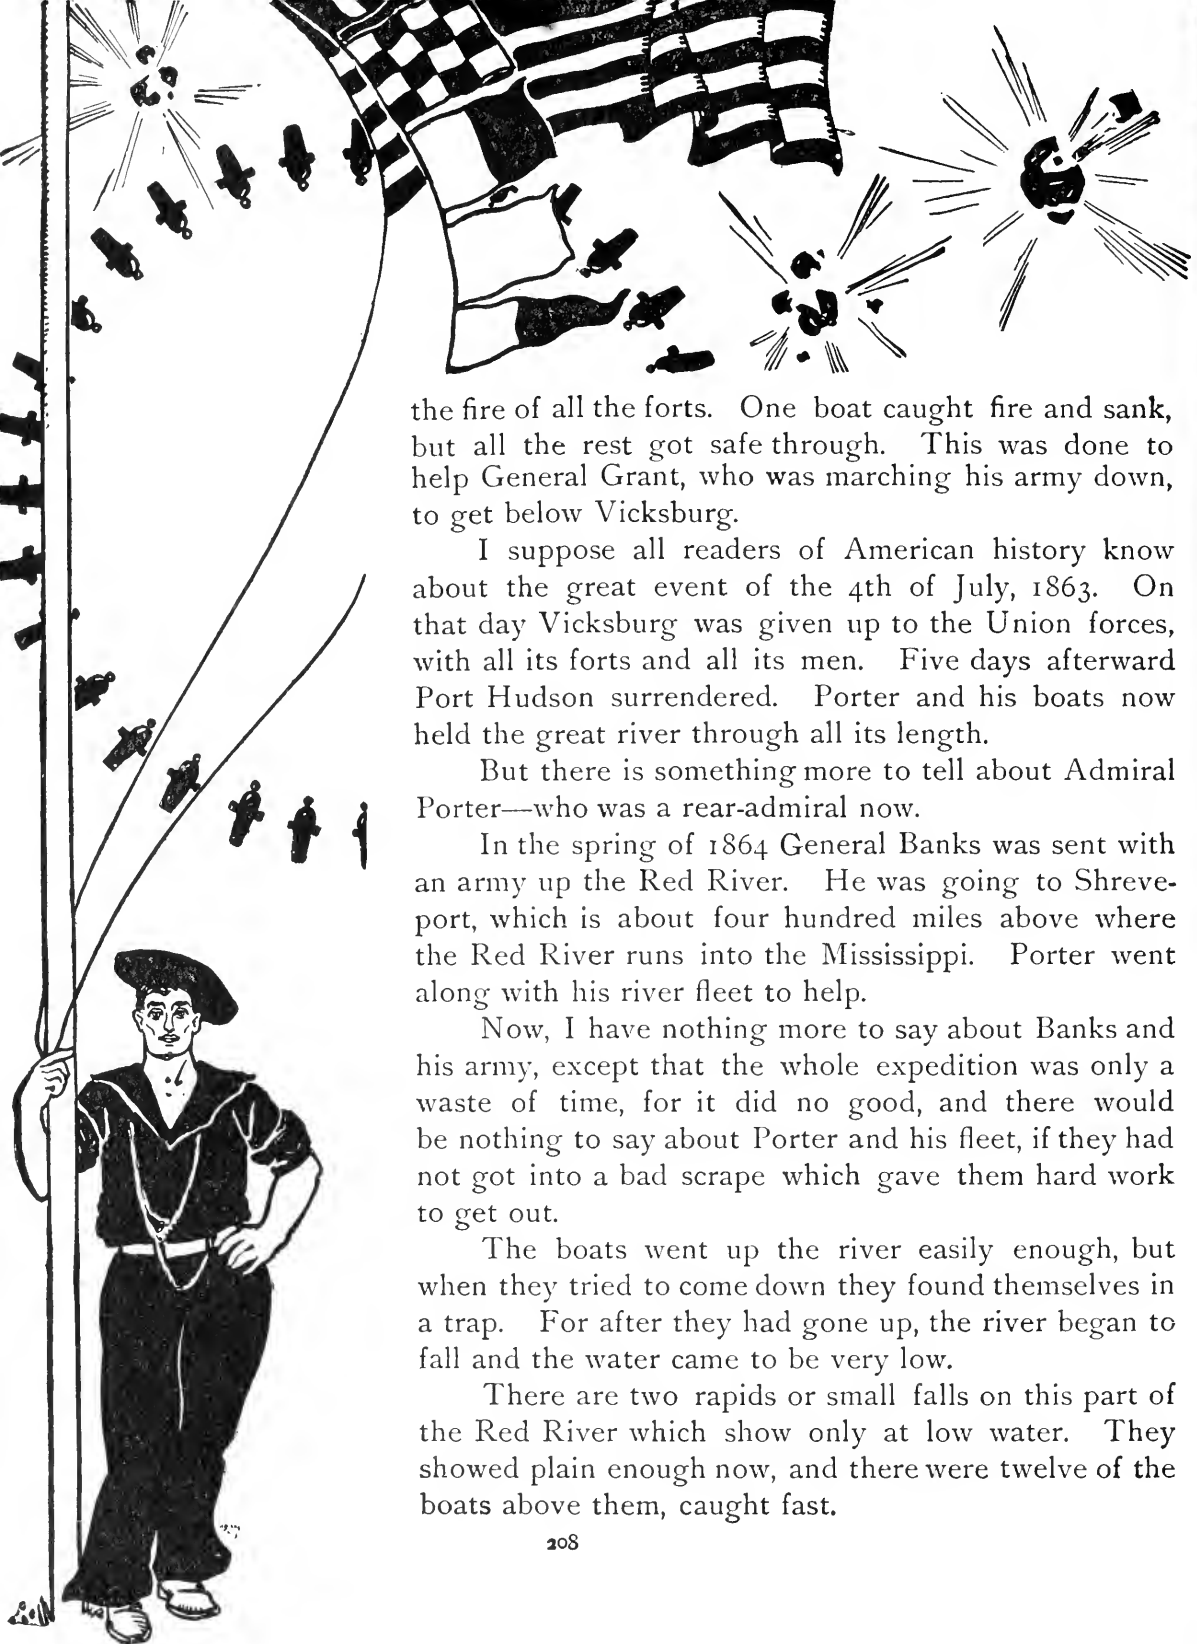 the fire of all the forts. One boat caught fire and sank,
but all the rest got safe through. This was done to
help General Grant, who was marching his army down,
to get below Vicksburg.
I suppose all readers of American history know
about the great event of the 4th of July, 1863. On
that day Vicksburg was given up to the Union forces,
with all its forts and all its men. Five days afterward
Port Hudson surrendered. Porter and his boats now
held the great river through all its length.
But there is something more to tell about Admiral
Porter—who was a rear-admiral now.
In the spring of 1864 General Banks was sent with
an army up the Red River. He was going to Shreve-
port, which is about four hundred miles above where
the Red River runs into the Mississippi. Porter went
along with his river fleet to help.
Now, I have nothing more to say about Banks and
his army, except that the whole expedition was only a
waste of time, for it did no good, and there would
be nothing to say about Porter and his fleet, if they had
not got into a bad scrape which gave them hard work
to get out.
The boats went up the river easily enough, but
when they tried to come down they found themselves in
a trap. For after they had gone up, the river began to
fall and the water came to be very low.
There are two rapids or small falls on this part of
the Red River which show only at low water. They
showed plain enough now, and there were twelve of the
boats above them, caught fast.
208